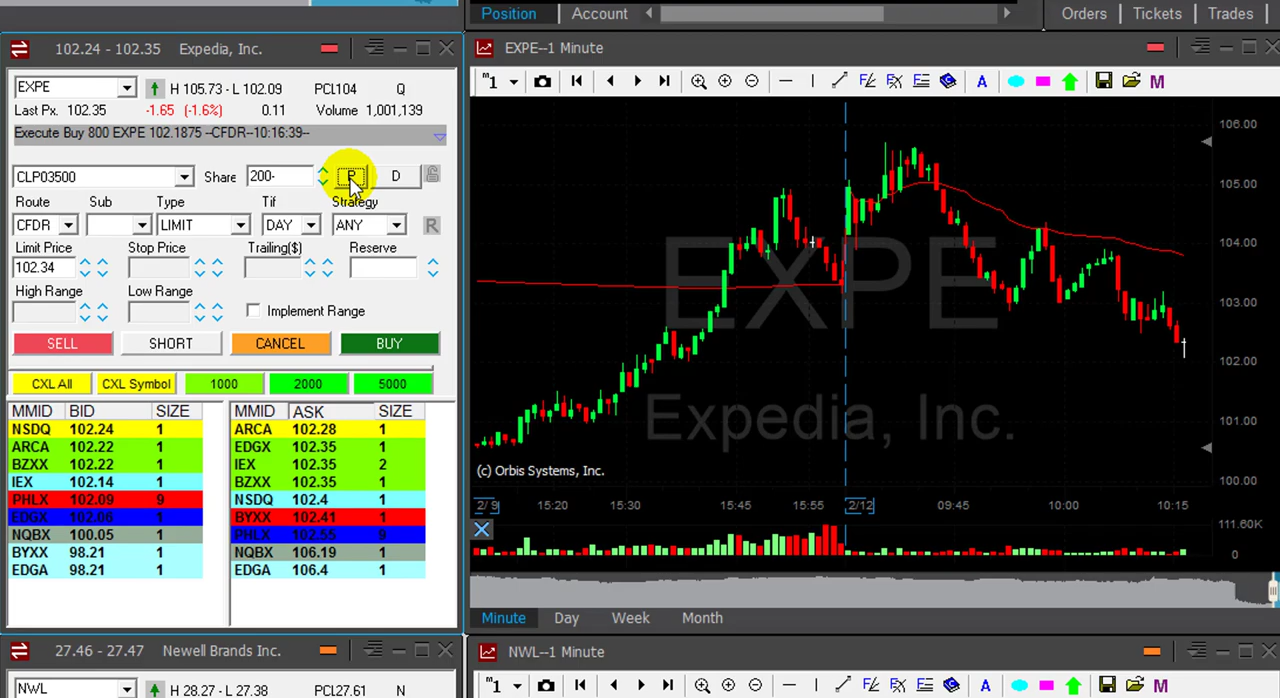 Position Account Orders Tickets Trades
102.24 - 102.35 Expedia, Inc.
EXPE H 105.73 - L 102.09 PCL104 Q
Last Px. 102.35 -1.65 (-1.6%) 0.11 Volume 1,001,139
Execute Buy 800 EXPE 102.1875 --CFDR--10:16:39--
CLP03500 Share 200- P D
Route Sub Type Tif Strategy
CFDR LIMIT DAY ANY R
Limit Price Stop Price Trailing($) Reserve
102.34
High Range Low Range
Implement Range
SELL SHORT CANCEL BUY
CXL All CXL Symbol 1000 2000 5000
MMID BID SIZE MMID ASK SIZE
NSDQ 102.24 1 ARCA 102.28 1
ARCA 102.22 1 EDGX 102.35 1
BZXX 102.22 1 IEX 102.35 2
IEX 102.14 1 BZXX 102.35 1
PHLX 102.09 9 NSDQ 102.4 1
EDGX 102.06 1 BYXX 102.41 1
NQBX 100.05 1 PHLX 102.55 9
BYXX 98.21 1 NQBX 106.19 1
EDGA 98.21 1 EDGA 106.4 1
EXPE--1 Minute
m1 A M
106.00
105.00
104.00
103.00
102.00
101.00
100.00
EXPE
Expedia, Inc.
(c) Orbis Systems, Inc.
2/ 9 15:20 15:30 15:45 15:55 2/12 09:45 10:00 10:15
111.60K
0
Minute Day Week Month
27.46 - 27.47 Newell Brands Inc.
NWL H 28.27 - L 27.38 PCL27.61 N
NWL--1 Minute
m1 A M